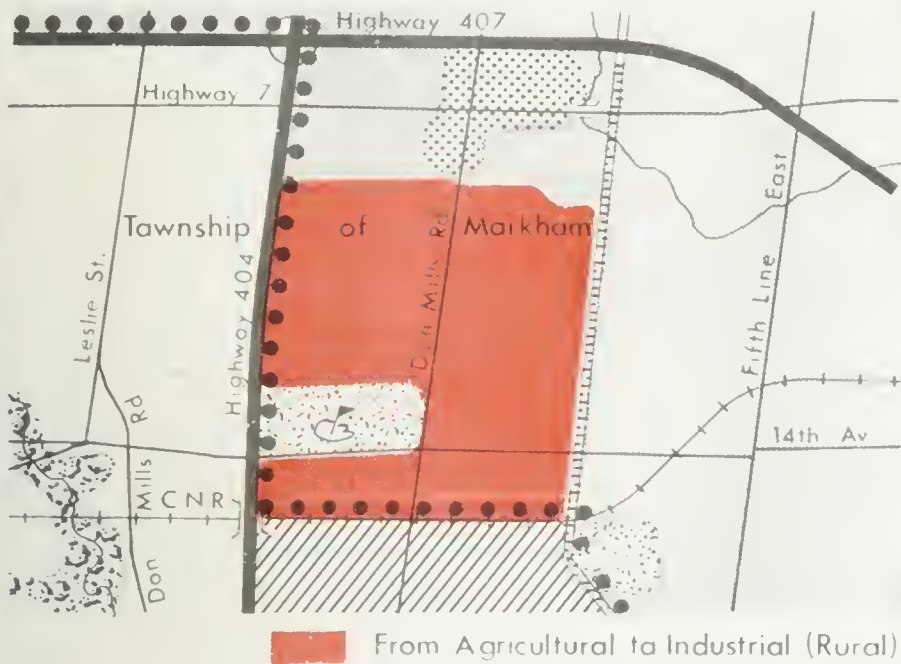 Highway 407
Highway 7
Township of Markham
Leslie St.
Highway 404
Don Mills Rd
Fifth Line East
14th Av
Don Mills Rd
CNR
From Agricultural to Industrial (Rural)